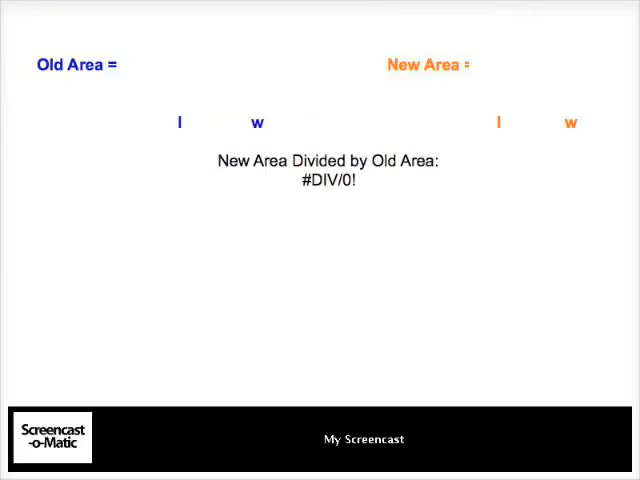 Old Area =
New Area =
l w
l w
New Area Divided by Old Area:
#DIV/0!
Screencast
-o-Matic
My Screencast